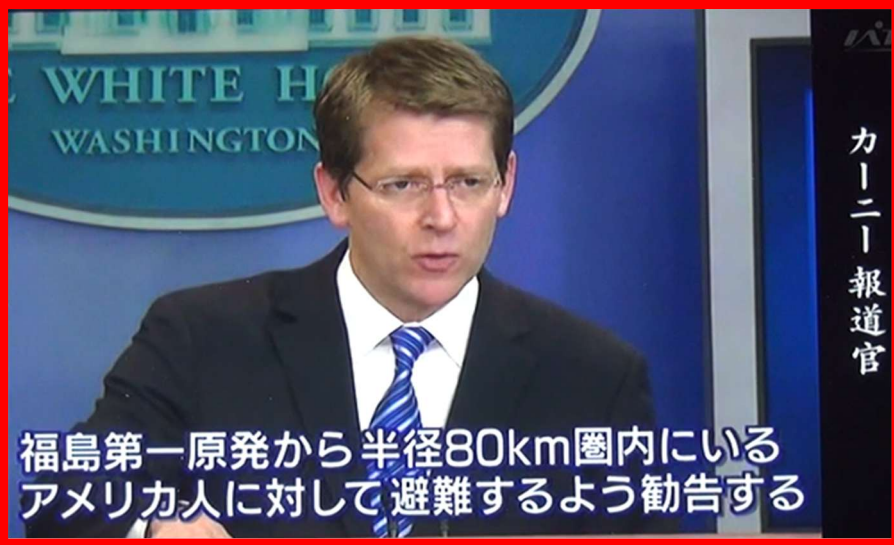 WHITE H
WASHINGTON
カーニー報道官
福島第一原発から半径80km圏内にいる
アメリカ人に対して避難するよう勧告する